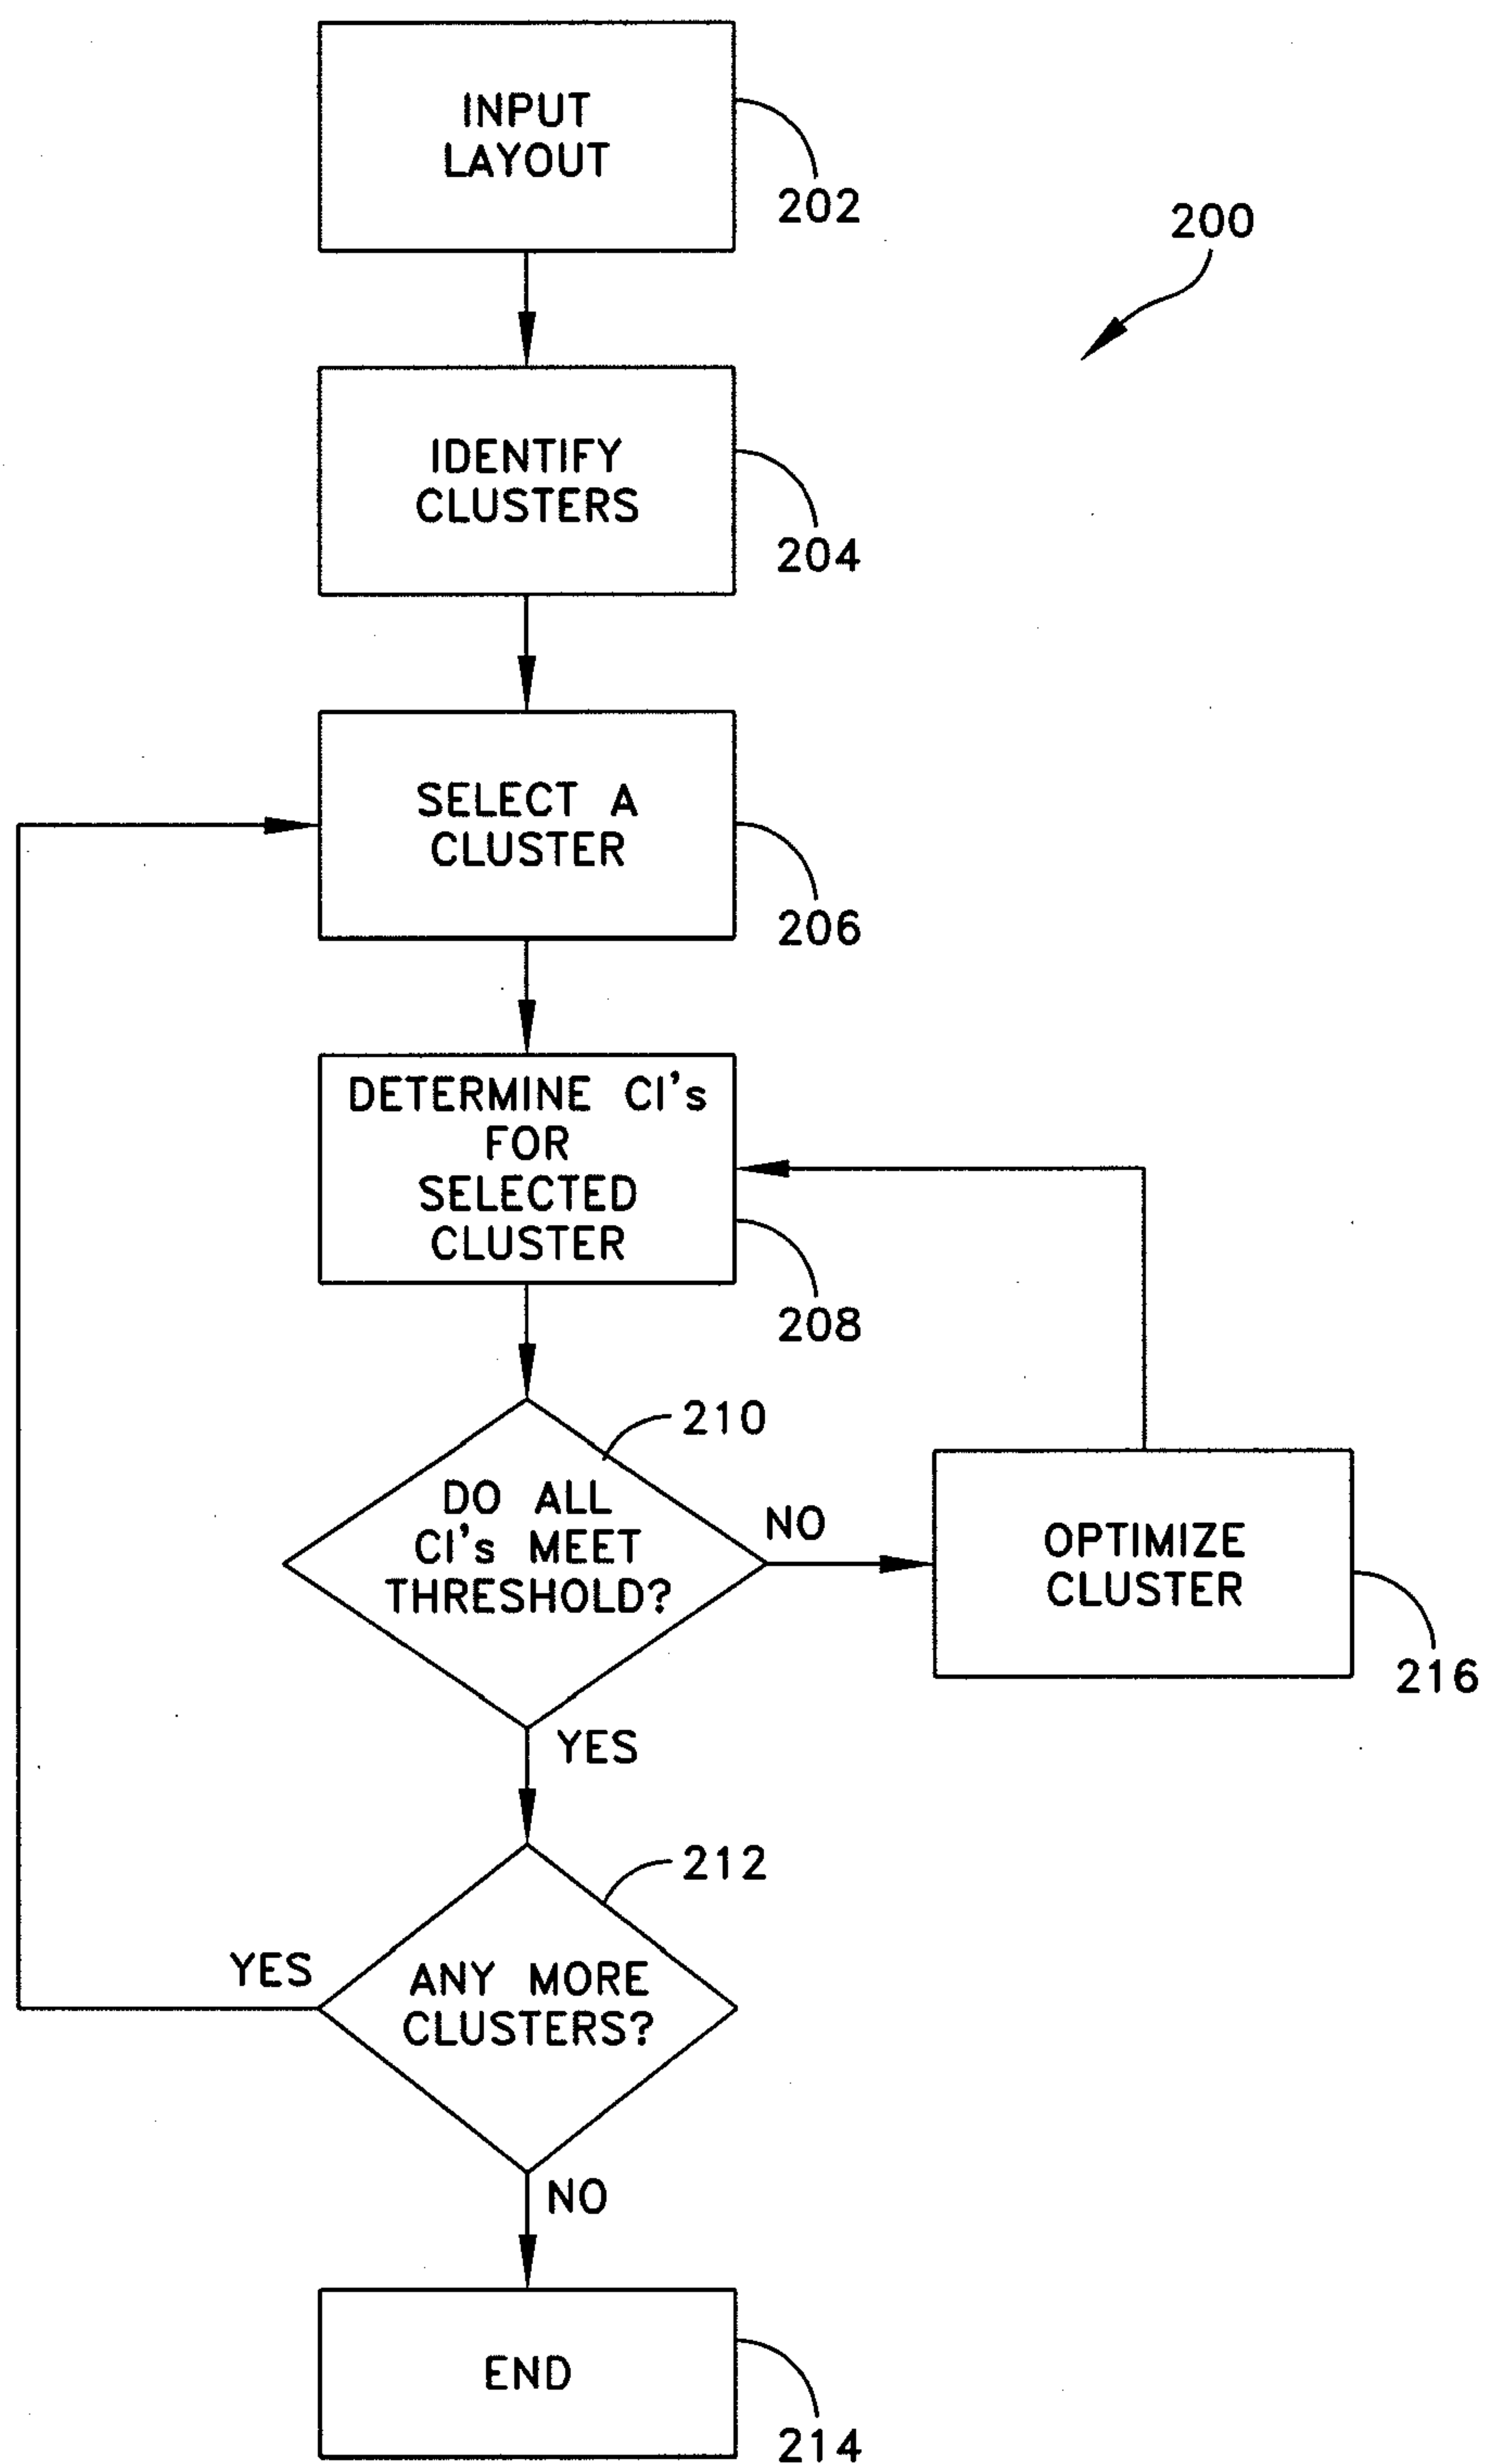 INPUT
LAYOUT
202
200
IDENTIFY
CLUSTERS
204
SELECT A
CLUSTER
206
DETERMINE CI's
FOR
SELECTED
CLUSTER
208
210
DO ALL
CI's MEET
THRESHOLD?
NO
OPTIMIZE
CLUSTER
216
YES
212
YES
ANY MORE
CLUSTERS?
NO
END
214